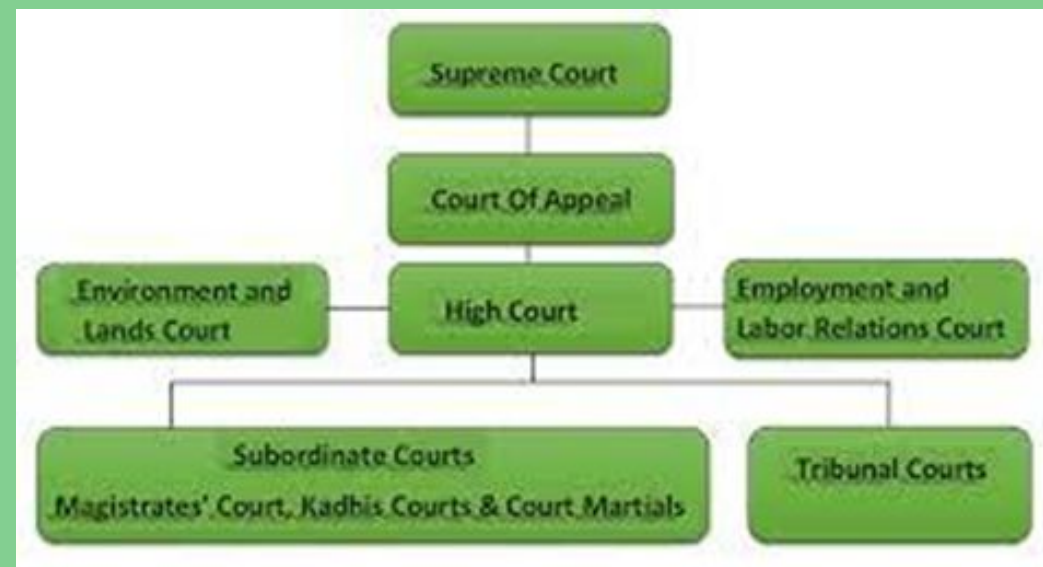 Supreme Court
Court Of Appeal
Environment and
Lands Court
High Court
Employment and
Labor Relations Court
Subordinate Courts
Magistrates' Court, Kadhis Courts & Court Martials
Tribunal Courts